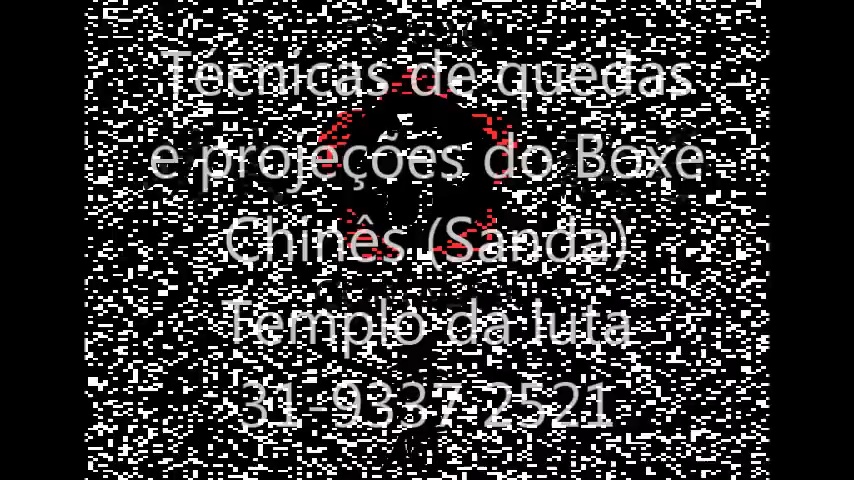 Técnicas de quedas
e projeções do Boxe
Chinês (Sanda)
Templo da luta
31-9337 2521